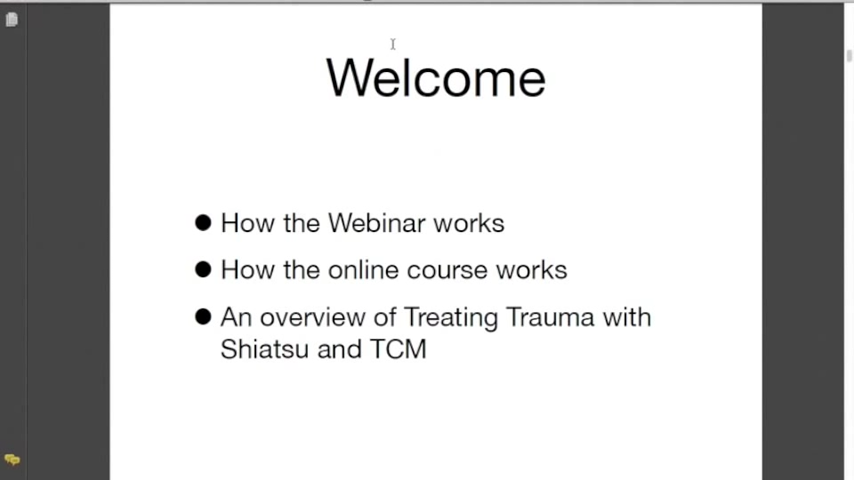 Welcome
● How the Webinar works
● How the online course works
● An overview of Treating Trauma with
Shiatsu and TCM